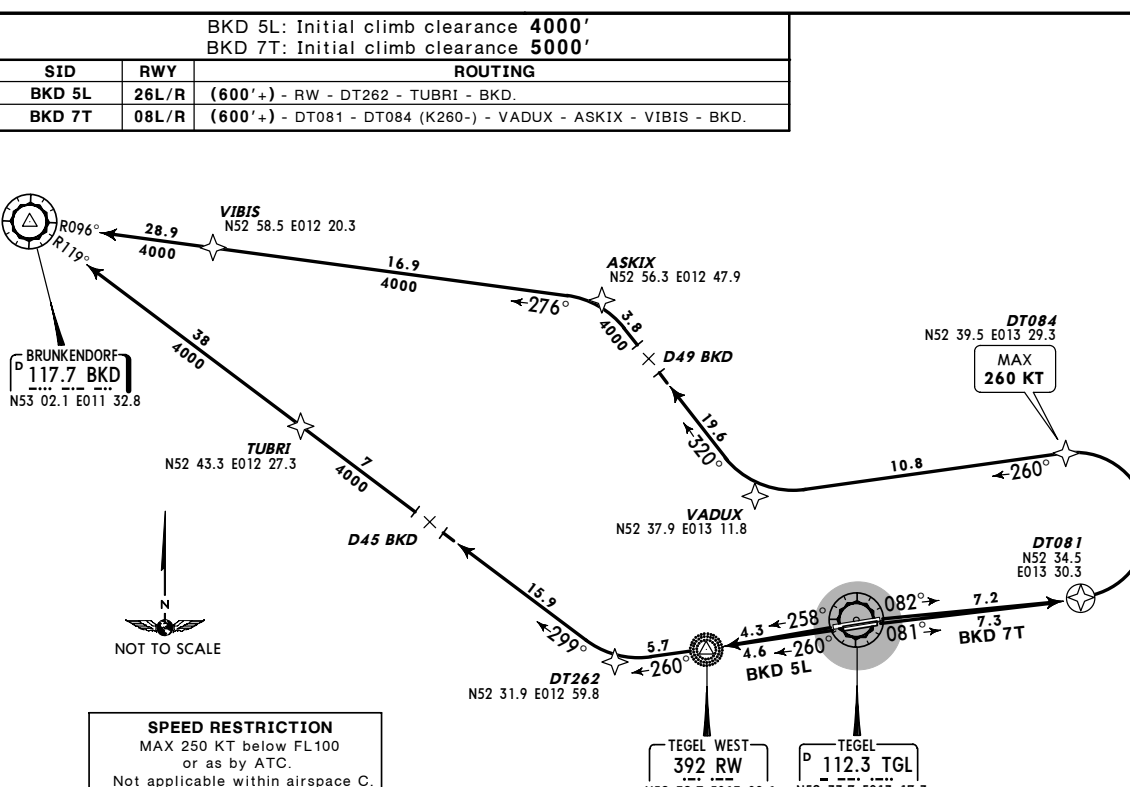 BKD 5L: Initial climb clearance 4000'
BKD 7T: Initial climb clearance 5000'
SID RWY ROUTING
BKD 5L 26L/R (600'+) - RW - DT262 - TUBRI - BKD.
BKD 7T 08L/R (600'+) - DT081 - DT084 (K260-) - VADUX - ASKIX - VIBIS - BKD.
VIBIS
N52 58.5 E012 20.3
R096°
28.9
4000
R119°
16.9
4000
ASKIX
N52 56.3 E012 47.9
←276°
3.8
4000
D49 BKD
DT084
N52 39.5 E013 29.3
MAX
260 KT
BRUNKENDORF
D 117.7 BKD
N53 02.1 E011 32.8
38
4000
TUBRI
N52 43.3 E012 27.3
7
4000
19.6
←320°
10.8
←260°
VADUX
N52 37.9 E013 11.8
D45 BKD
DT081
N52 34.5
E013 30.3
N
NOT TO SCALE
15.9
←299°
5.7
←260°
DT262
N52 31.9 E012 59.8
4.3 ←258°
4.6 ←260°
BKD 5L
082°→ 7.2
081°→ 7.3
BKD 7T
SPEED RESTRICTION
MAX 250 KT below FL100
or as by ATC.
Not applicable within airspace C.
TEGEL WEST
392 RW
TEGEL
D 112.3 TGL